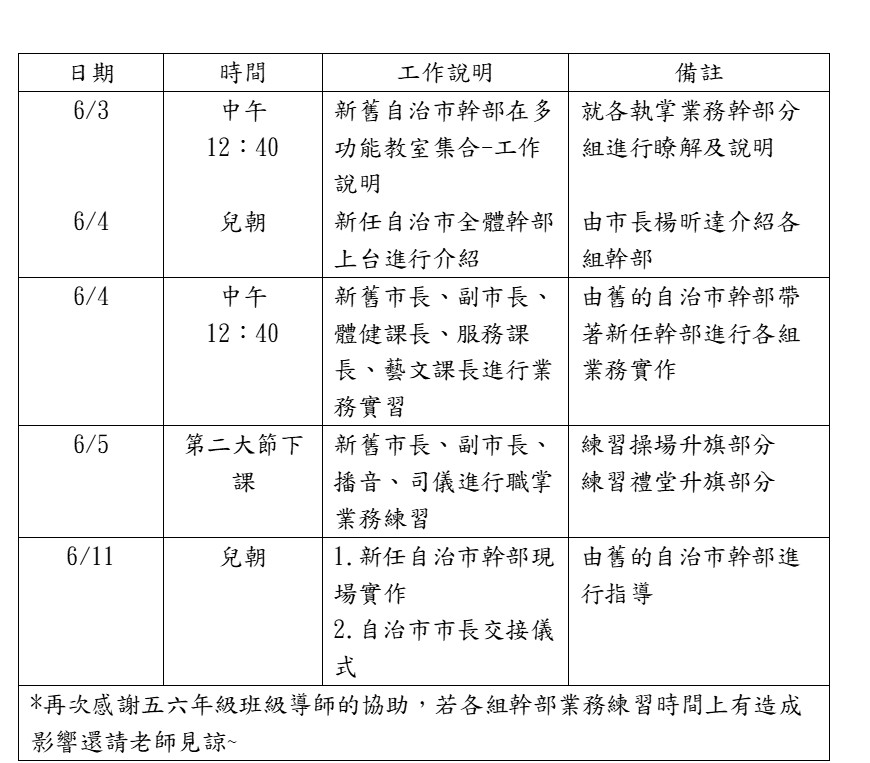 日期 時間 工作說明 備註
6/3 中午 新舊自治市幹部在多 就各執掌業務幹部分
12：40 功能教室集合-工作 組進行瞭解及說明
說明
6/4 兒朝 新任自治市全體幹部 由市長楊昕達介紹各
上台進行介紹 組幹部
6/4 中午 新舊市長、副市長、 由舊的自治市幹部帶
12：40 體健課長、服務課 著新任幹部進行各組
長、藝文課長進行業 業務實作
務實習
6/5 第二大節下 新舊市長、副市長、 練習操場升旗部分
課 播音、司儀進行職掌 練習禮堂升旗部分
業務練習
6/11 兒朝 1.新任自治市幹部現 由舊的自治市幹部進
場實作 行指導
2.自治市市長交接儀
式
*再次感謝五六年級班級導師的協助，若各組幹部業務練習時間上有造成
影響還請老師見諒~